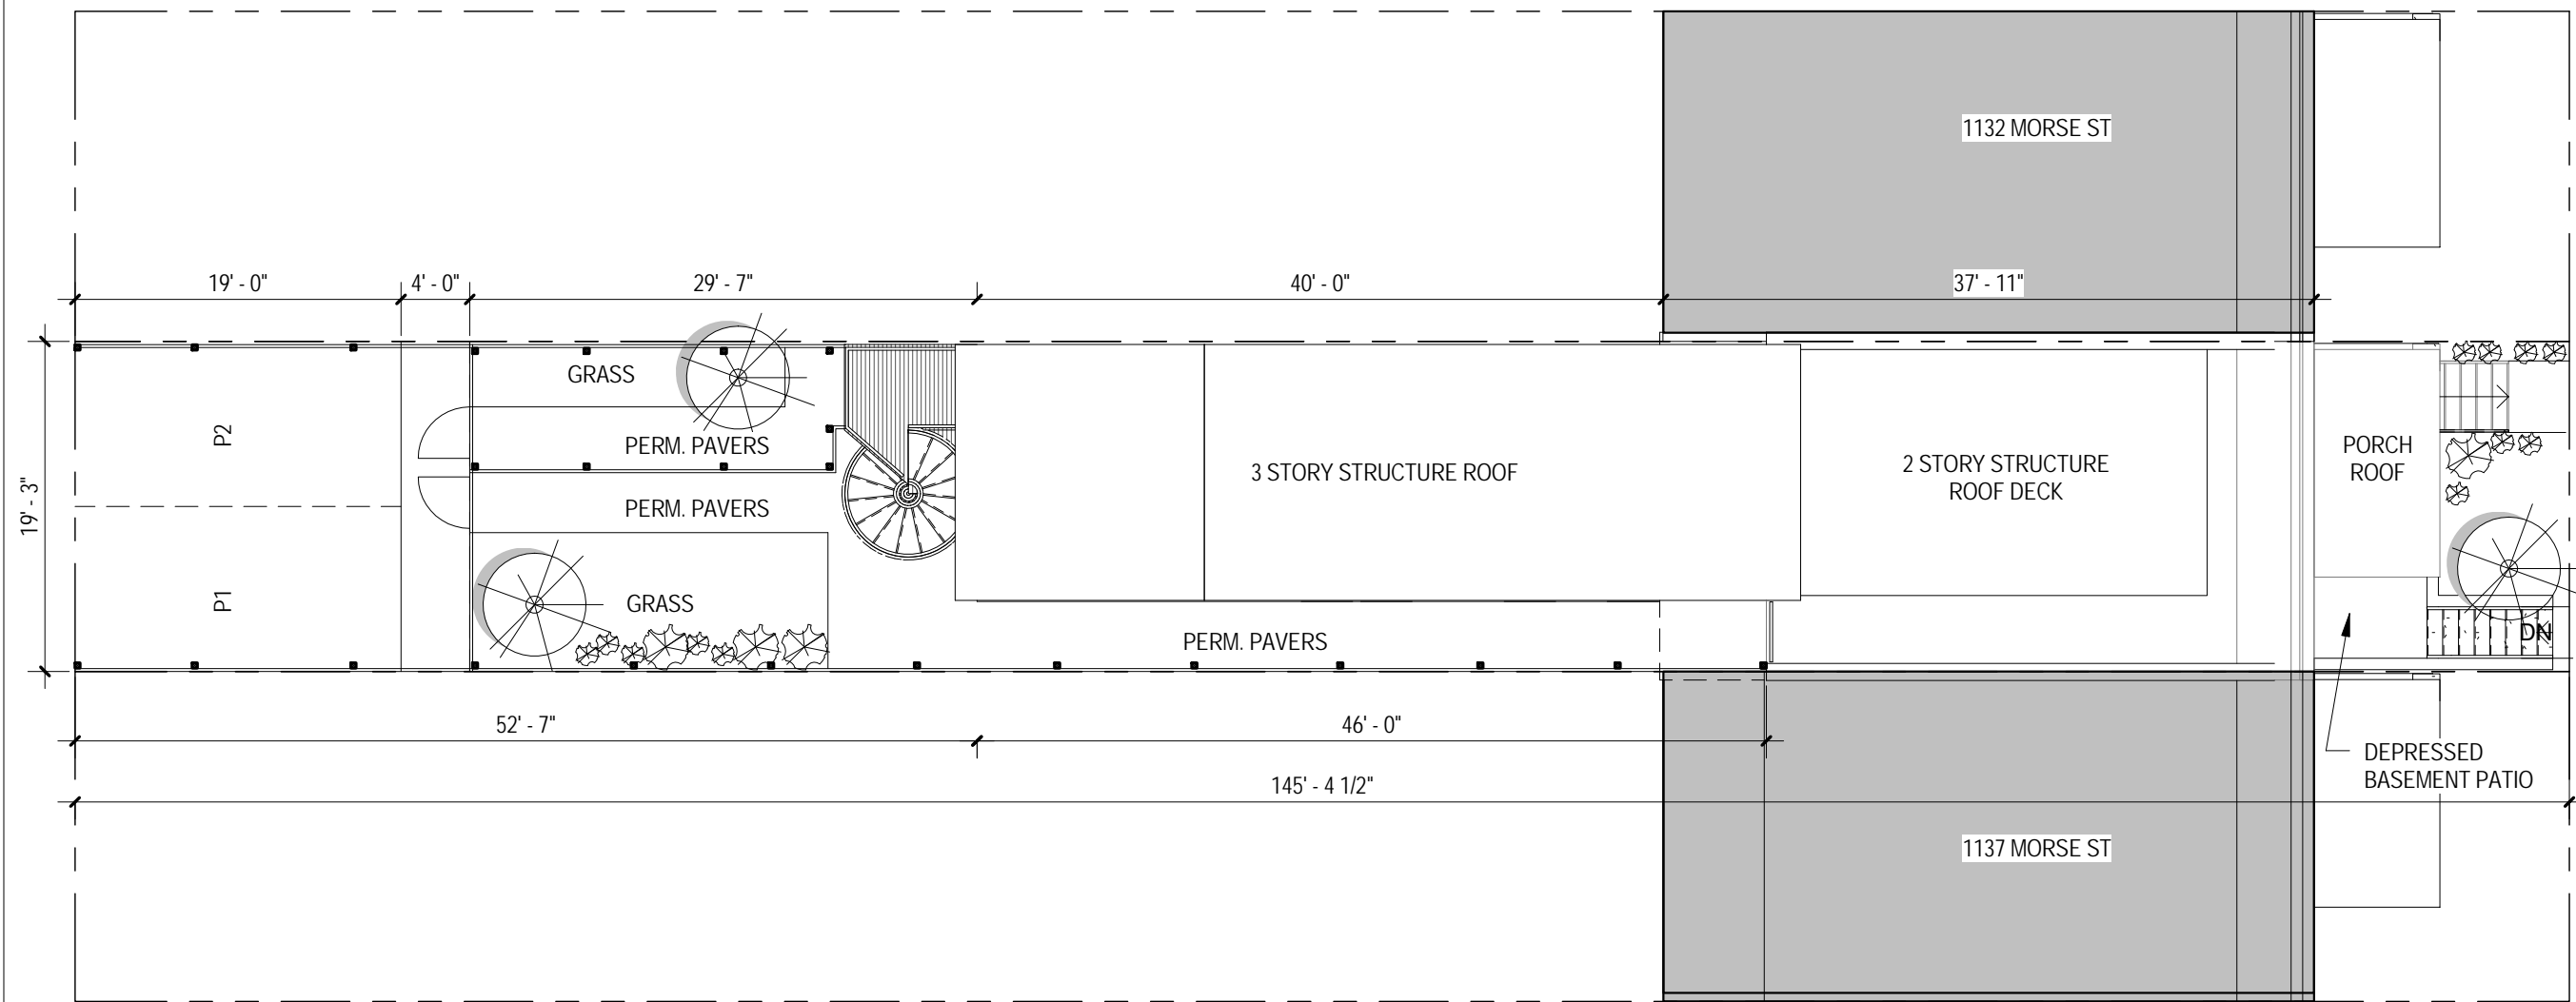 1132 MORSE ST
19' - 0"
4' - 0"
29' - 7"
40' - 0"
37' - 11"
19' - 3"
P2
P1
GRASS
PERM. PAVERS
PERM. PAVERS
GRASS
3 STORY STRUCTURE ROOF
2 STORY STRUCTURE
ROOF DECK
PORCH
ROOF
PERM. PAVERS
DN
52' - 7"
46' - 0"
DEPRESSED
BASEMENT PATIO
145' - 4 1/2"
1137 MORSE ST